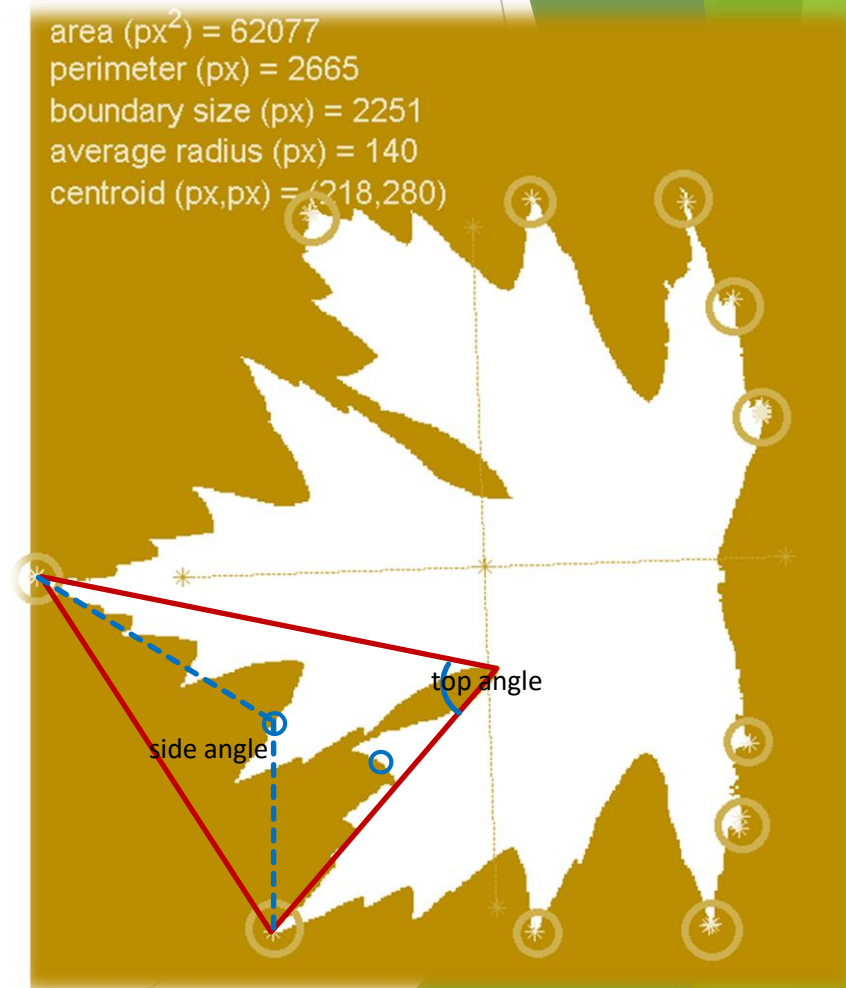 area (px²) = 62077
perimeter (px) = 2665
boundary size (px) = 2251
average radius (px) = 140
centroid (px,px) = (218,280)
top angle
side angle